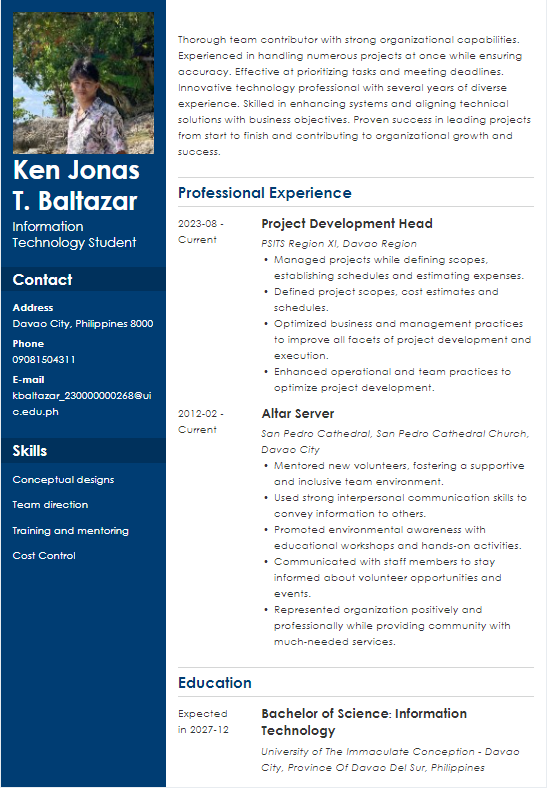 Ken Jonas
T. Baltazar
Information
Technology Student
Contact
Address
Davao City, Philippines 8000
Phone
09081504311
E-mail
kbaltazar_230000000268@ui
c.edu.ph
Skills
Conceptual designs
Team direction
Training and mentoring
Cost Control
Thorough team contributor with strong organizational capabilities.
Experienced in handling numerous projects at once while ensuring
accuracy. Effective at prioritizing tasks and meeting deadlines.
Innovative technology professional with several years of diverse
experience. Skilled in enhancing systems and aligning technical
solutions with business objectives. Proven success in leading projects
from start to finish and contributing to organizational growth and
success.
Professional Experience
2023-08 -
Current
Project Development Head
PSITS Region XI, Davao Region
• Managed projects while defining scopes,
establishing schedules and estimating expenses.
• Defined project scopes, cost estimates and
schedules.
• Optimized business and management practices
to improve all facets of project development and
execution.
• Enhanced operational and team practices to
optimize project development.
2012-02 -
Current
Altar Server
San Pedro Cathedral, San Pedro Cathedral Church,
Davao City
• Mentored new volunteers, fostering a supportive
and inclusive team environment.
• Used strong interpersonal communication skills to
convey information to others.
• Promoted environmental awareness with
educational workshops and hands-on activities.
• Communicated with staff members to stay
informed about volunteer opportunities and
events.
• Represented organization positively and
professionally while providing community with
much-needed services.
Education
Expected
in 2027-12
Bachelor of Science: Information
Technology
University of The Immaculate Conception - Davao
City, Province Of Davao Del Sur, Philippines